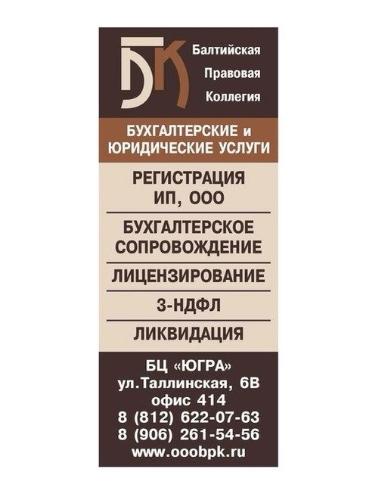 БК
Балтийская
Правовая
Коллегия
БУХГАЛТЕРСКИЕ и
ЮРИДИЧЕСКИЕ УСЛУГИ
РЕГИСТРАЦИЯ
ИП, ООО
БУХГАЛТЕРСКОЕ
СОПРОВОЖДЕНИЕ
ЛИЦЕНЗИРОВАНИЕ
3-НДФЛ
ЛИКВИДАЦИЯ
БЦ «ЮГРА»
ул.Таллинская, 6В
офис 414
8 (812) 622-07-63
8 (906) 261-54-56
www.ooobpk.ru